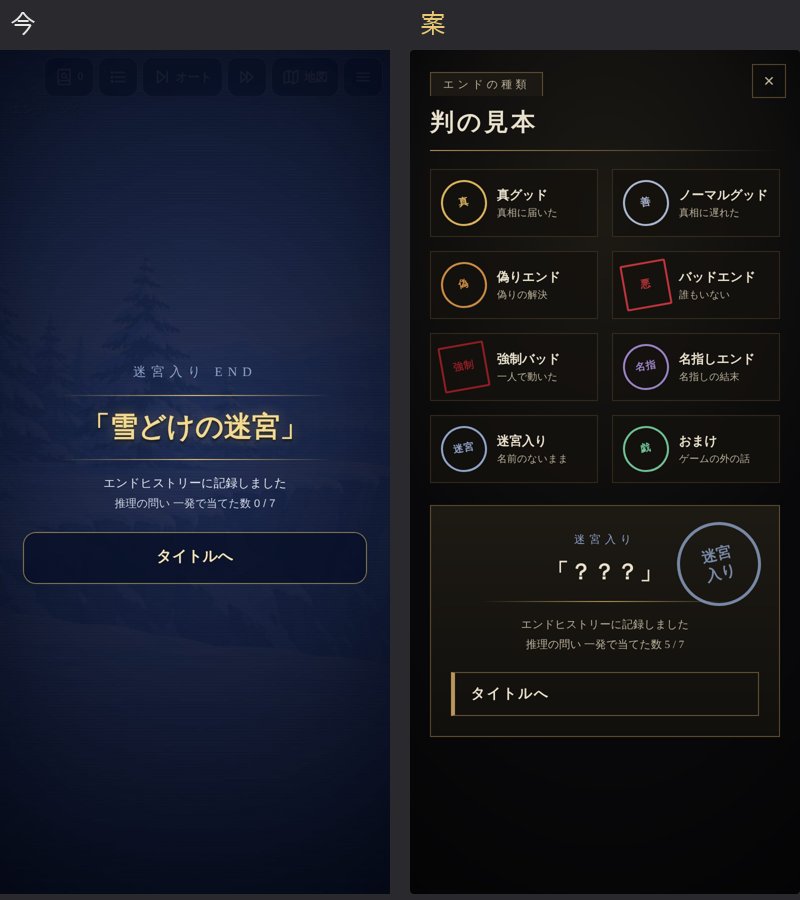 今
0
オート
地図
迷宮入り END
「雪どけの迷宮」
エンドヒストリーに記録しました
推理の問い 一発で当てた数 0 / 7
タイトルへ
案
エンドの種類
×
判の見本
真
真グッド
真相に届いた
善
ノーマルグッド
真相に遅れた
偽
偽りエンド
偽りの解決
悪
バッドエンド
誰もいない
強制
強制バッド
一人で動いた
名指
名指しエンド
名指しの結末
迷宮
迷宮入り
名前のないまま
戯
おまけ
ゲームの外の話
迷宮入り
「？？？」
迷宮
入り
エンドヒストリーに記録しました
推理の問い 一発で当てた数 5 / 7
タイトルへ